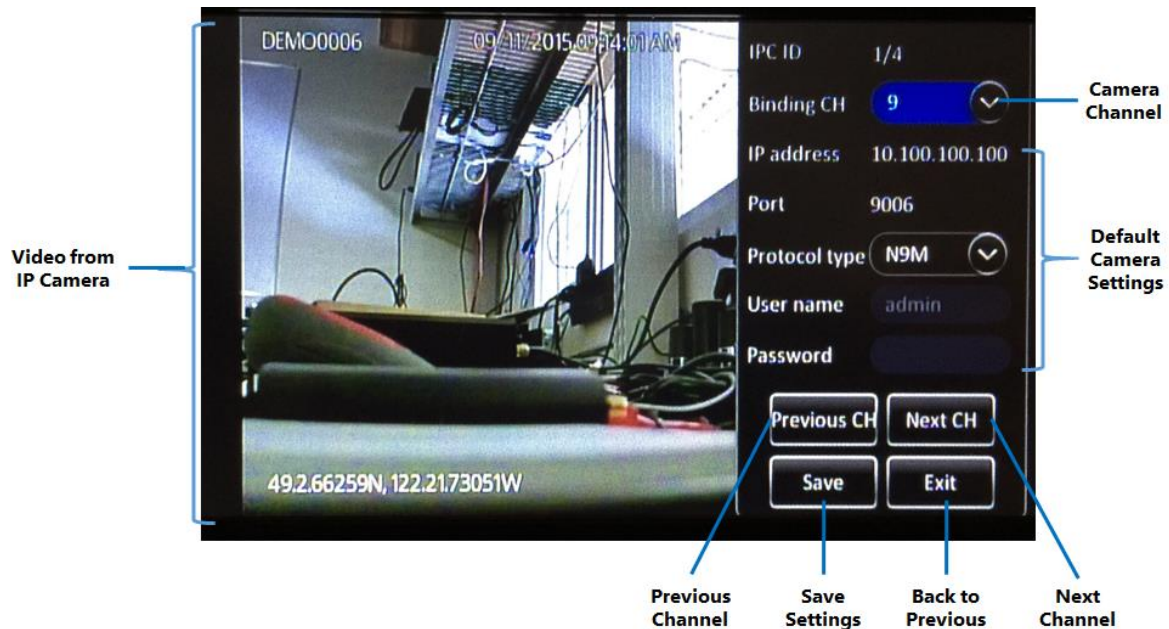 DEMO0006
09/11/2015 09:14:01 AM
49.2.66259N, 122.21.73051W
IPC ID 1/4
Binding CH 9
IP address 10.100.100.100
Port 9006
Protocol type N9M
User name admin
Password
Previous CH Next CH
Save Exit
Video from
IP Camera
Camera
Channel
Default
Camera
Settings
Previous
Channel
Save
Settings
Back to
Previous
Next
Channel